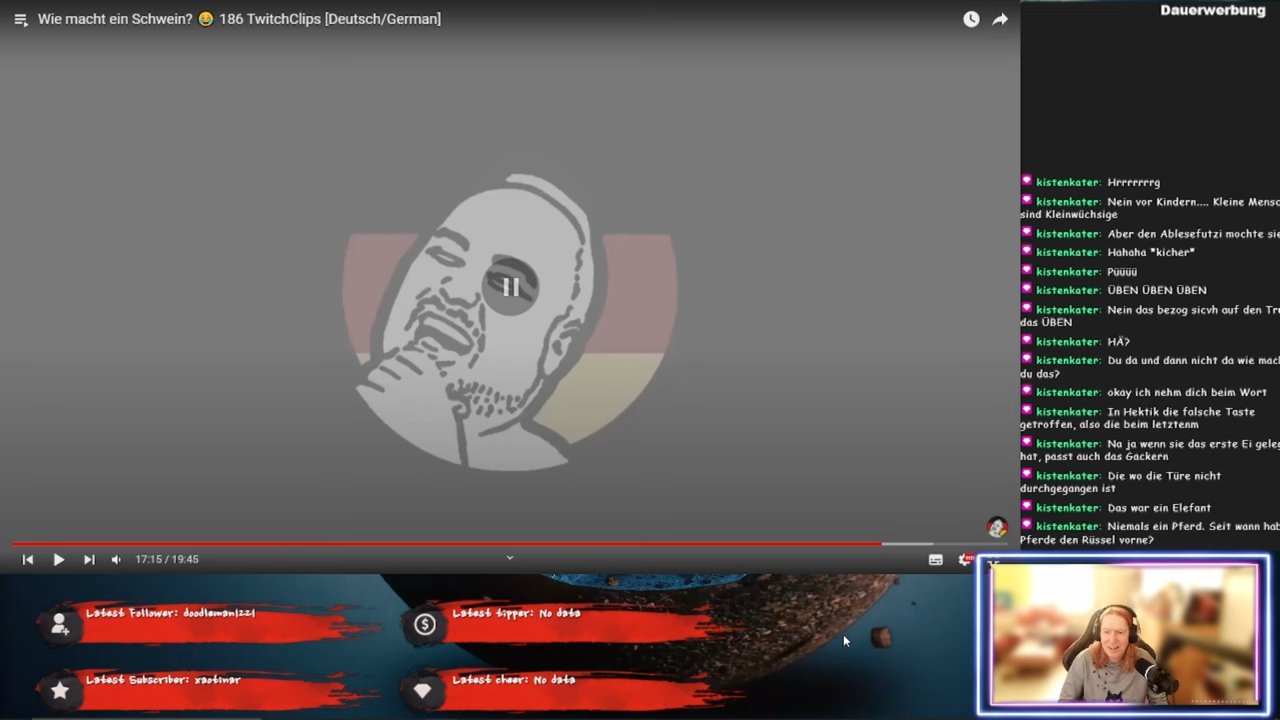 Wie macht ein Schwein? 😂 186 TwitchClips [Deutsch/German]
Dauerwerbung
kistenkater: Hrrrrrrrg
kistenkater: Nein vor Kindern.... Kleine Mensc
sind Kleinwüchsige
kistenkater: Aber den Ablesefutzi mochte sie
kistenkater: Hahaha *kicher*
kistenkater: Püüüü
kistenkater: ÜBEN ÜBEN ÜBEN
kistenkater: Nein das bezog sicvh auf den Tr
das ÜBEN
kistenkater: HÄ?
kistenkater: Du da und dann nicht da wie mac
du das?
kistenkater: okay ich nehm dich beim Wort
kistenkater: In Hektik die falsche Taste
getroffen, also die beim letztenm
kistenkater: Na ja wenn sie das erste Ei geleg
hat, passt auch das Gackern
kistenkater: Die wo die Türe nicht
durchgegangen ist
kistenkater: Das war ein Elefant
kistenkater: Niemals ein Pferd. Seit wann hab
Pferde den Rüssel vorne?
17:15 / 19:45
Latest Follower: doodleman1221
Latest tipper: No data
Latest Subscriber: xaotinar
Latest cheer: No data